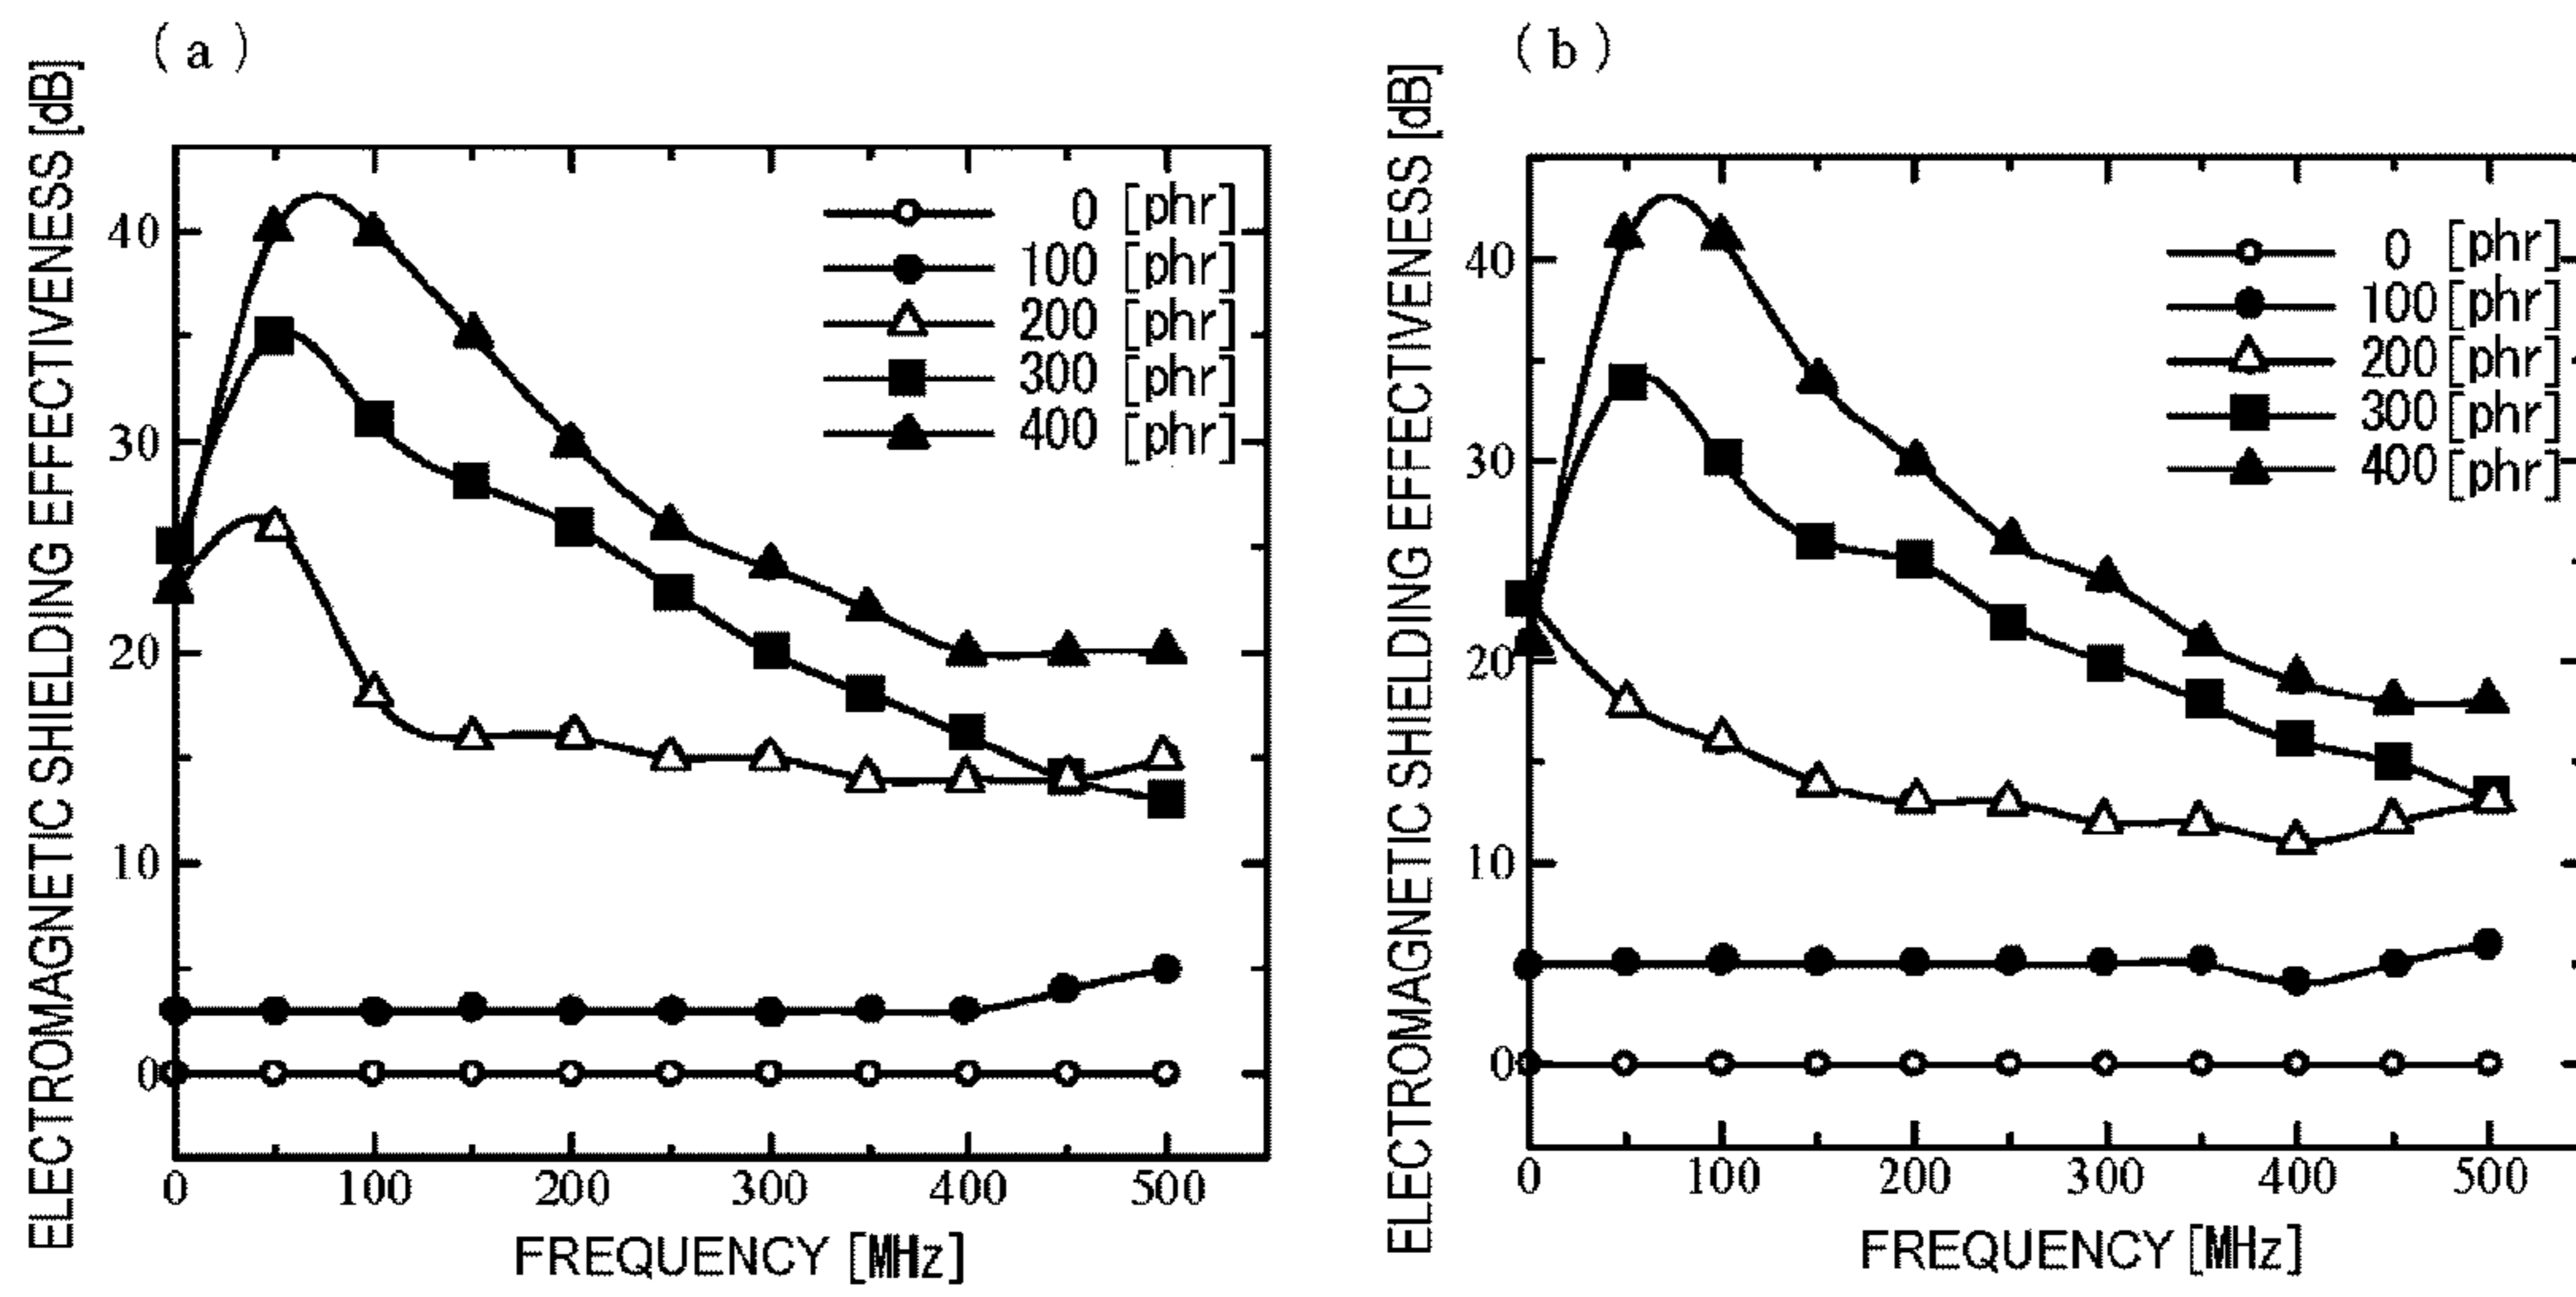 (a)
ELECTROMAGNETIC SHIELDING EFFECTIVENESS [dB]
40
30
20
10
0
0 [phr]
100 [phr]
200 [phr]
300 [phr]
400 [phr]
0 100 200 300 400 500
FREQUENCY [MHz]
(b)
ELECTROMAGNETIC SHIELDING EFFECTIVENESS [dB]
40
30
20
10
0
0 [phr]
100 [phr]
200 [phr]
300 [phr]
400 [phr]
0 100 200 300 400 500
FREQUENCY [MHz]